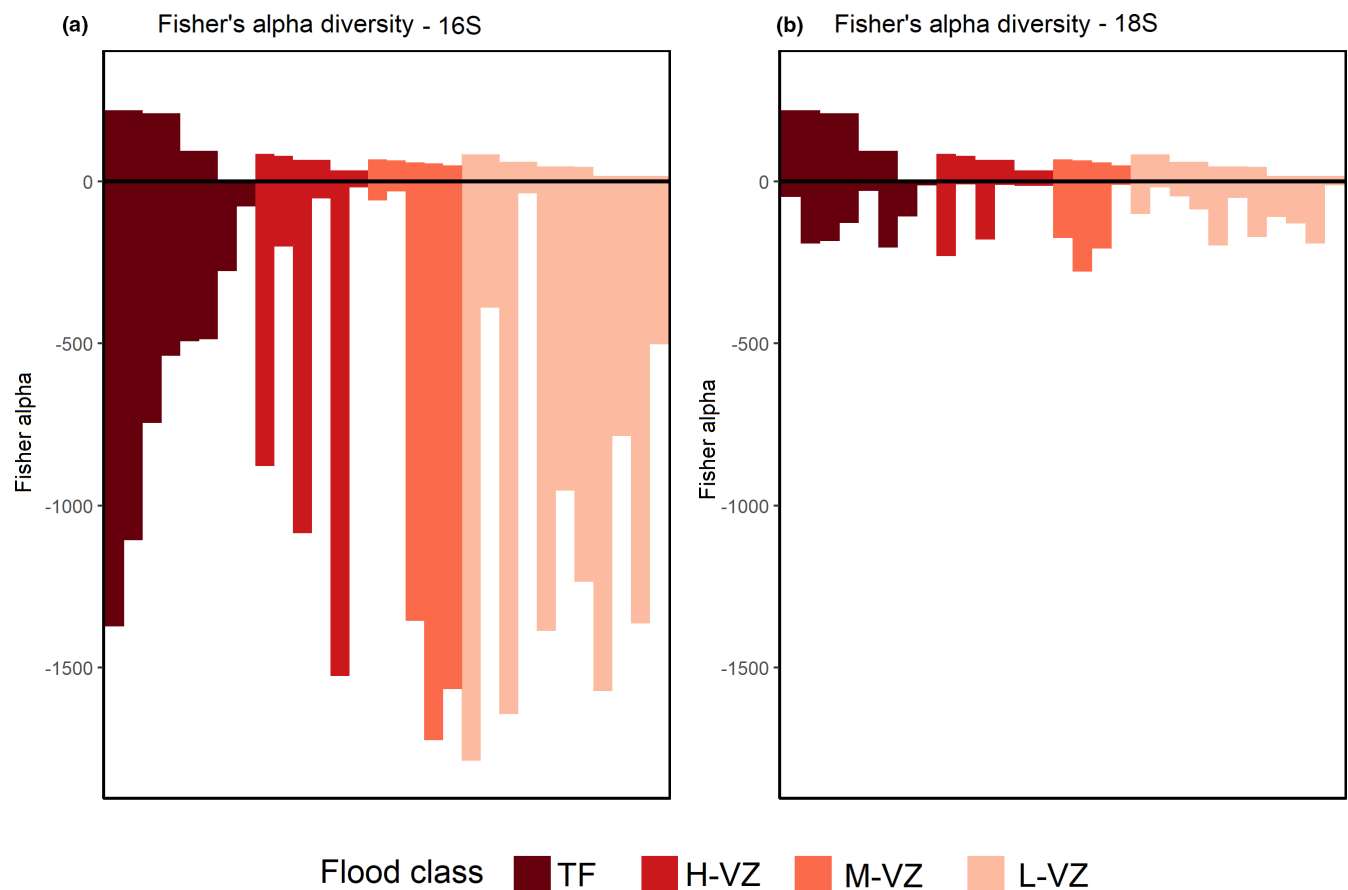 (a) Fisher's alpha diversity - 16S
0
-500
-1000
-1500
Fisher alpha
(b) Fisher's alpha diversity - 18S
0
-500
-1000
-1500
Fisher alpha
Flood class TF H-VZ M-VZ L-VZ